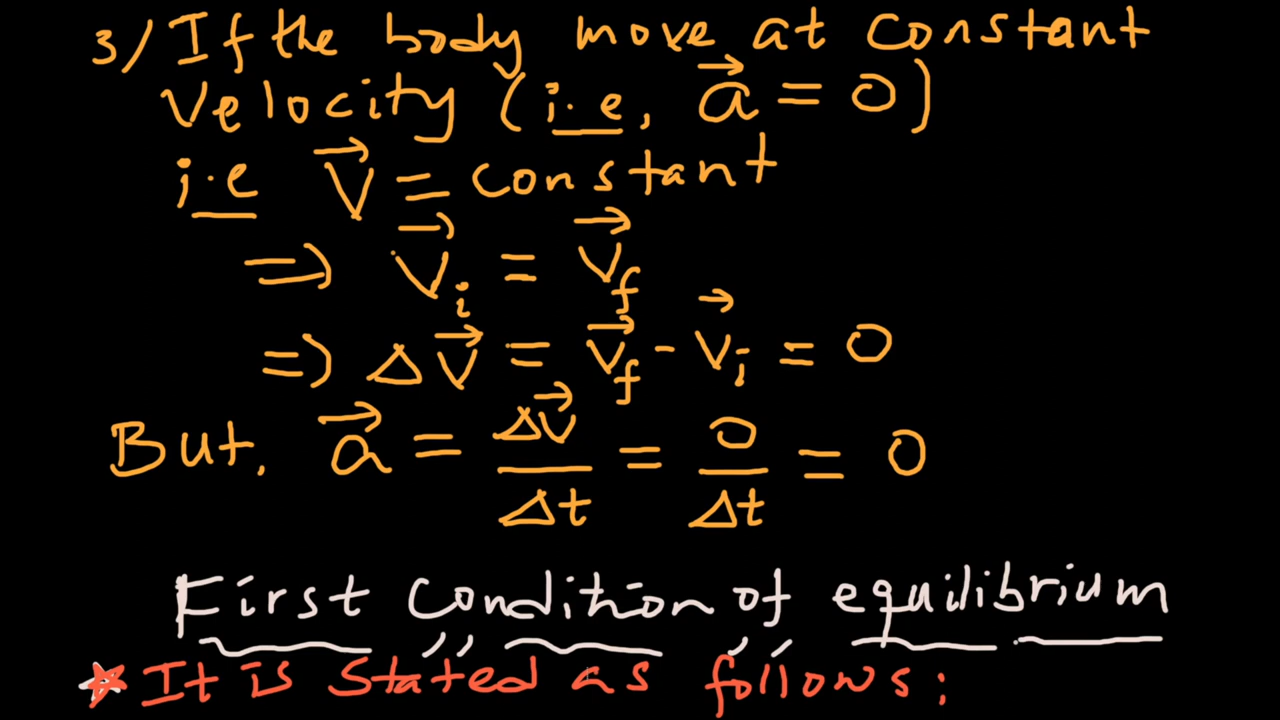 3/ If the body move at constant
Velocity (i.e, a⃗ = 0)
i.e V⃗ = constant
=> V⃗i = V⃗f
=> ΔV⃗ = V⃗f - V⃗i = 0
But, a⃗ = ΔV⃗/Δt = 0/Δt = 0
First Condition of equilibrium
* It is stated as follows: